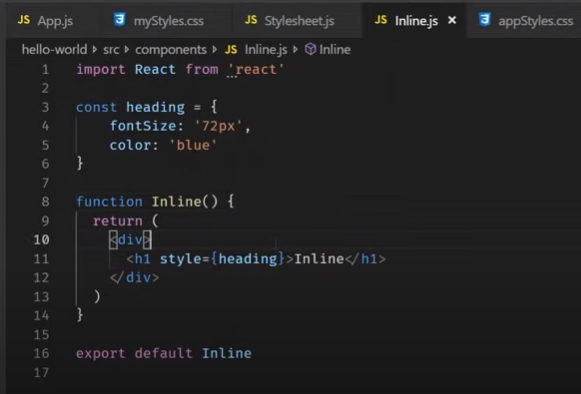 JS App.js myStyles.css JS Stylesheet.js JS Inline.js × appStyles.css
hello-world › src › components › JS Inline.js › Inline
1 import React from 'react'
2
3 const heading = {
4 fontSize: '72px',
5 color: 'blue'
6 }
7
8 function Inline() {
9 return (
10 <div>
11 <h1 style={heading}>Inline</h1>
12 </div>
13 )
14 }
15
16 export default Inline
17